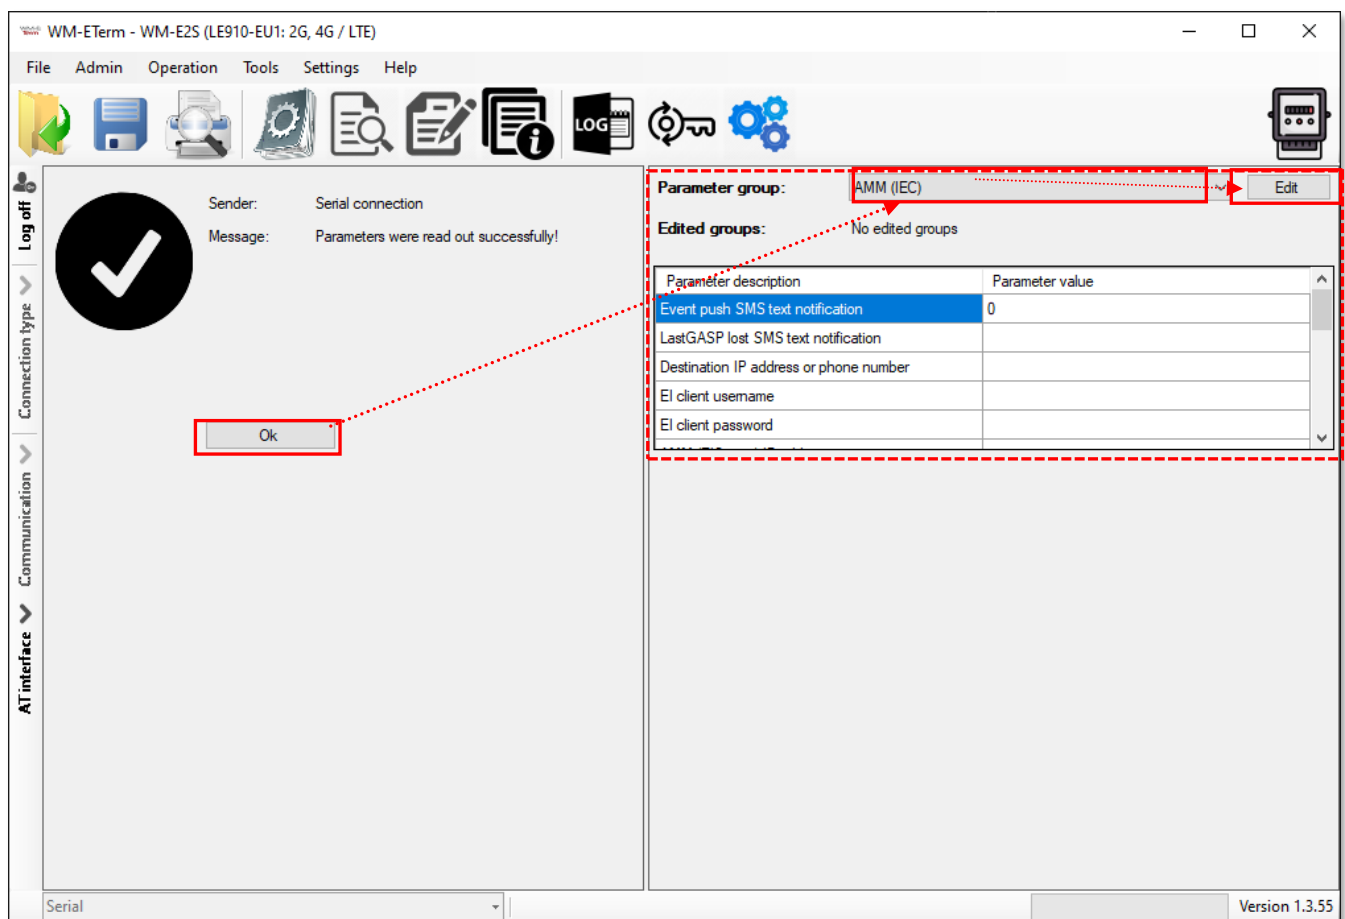 WM-ETerm - WM-E2S (LE910-EU1: 2G, 4G / LTE)
File Admin Operation Tools Settings Help
LOG
Log off
Connection type
Communication
AT interface
Sender: Serial connection
Message: Parameters were read out successfully!
Ok
Parameter group: AMM (IEC) Edit
Edited groups: No edited groups
Parameter description Parameter value
Event push SMS text notification 0
LastGASP lost SMS text notification
Destination IP address or phone number
EI client username
EI client password
Serial
Version 1.3.55